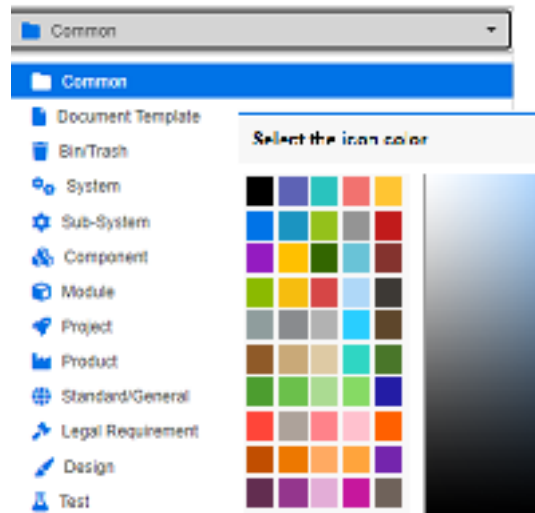 Common
Common
Document Template
Bin/Trash
Select the icon color
System
Sub-System
Component
Module
Project
Product
Standard/General
Legal Requirement
Design
Test